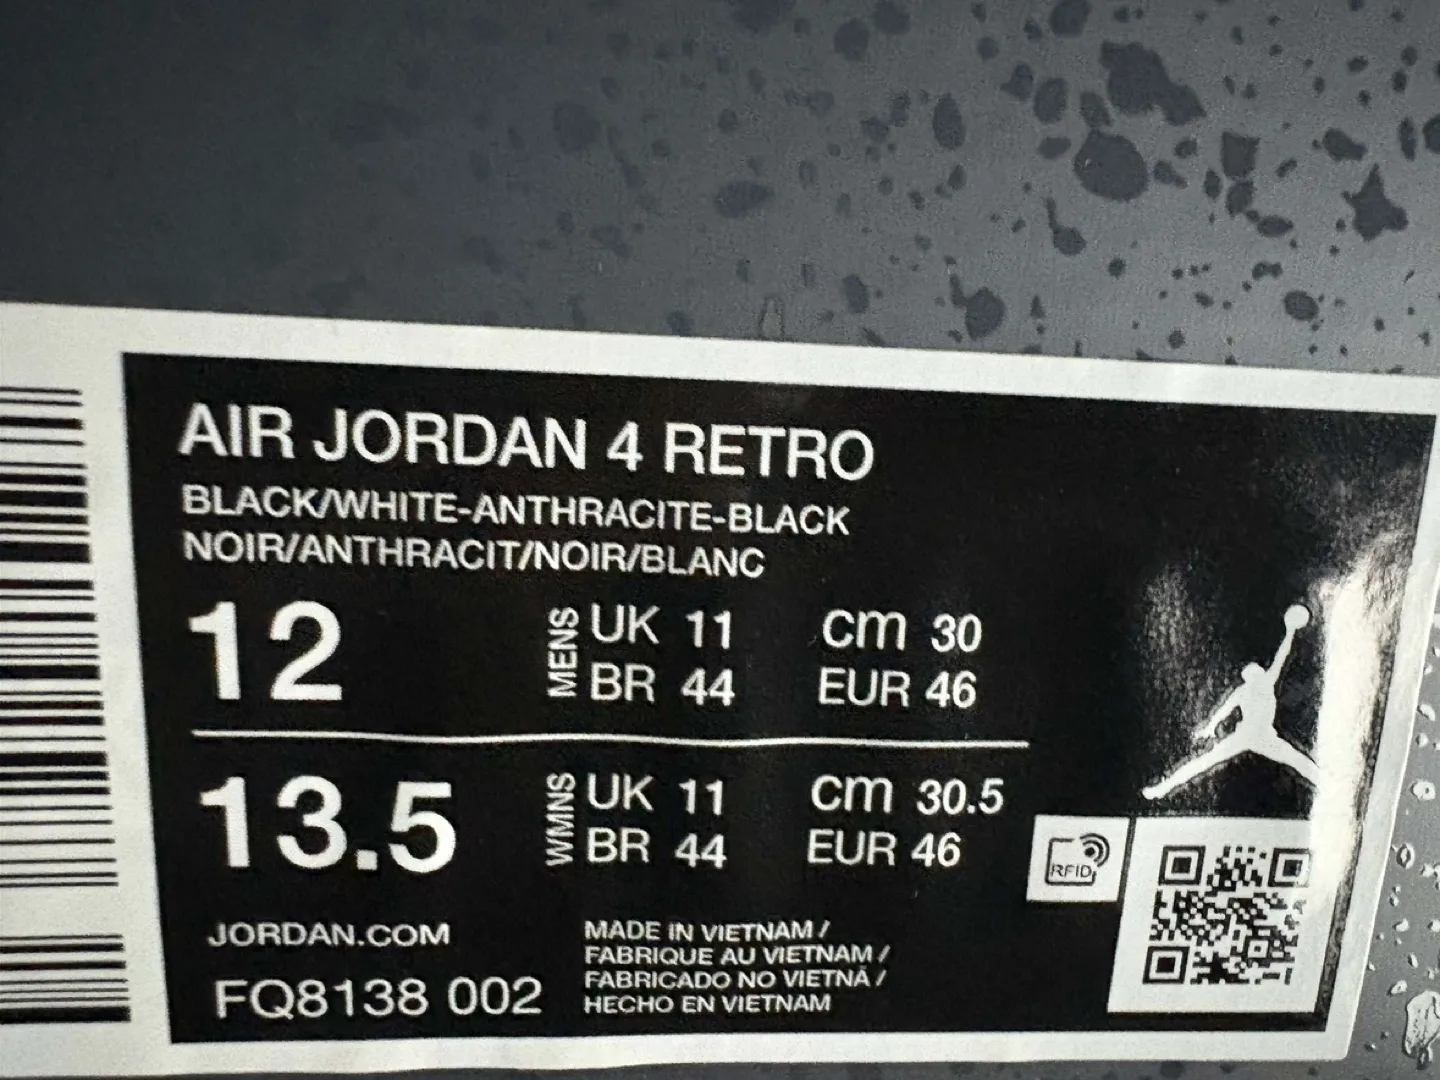 AIR JORDAN 4 RETRO
BLACK/WHITE-ANTHRACITE-BLACK
NOIR/ANTHRACIT/NOIR/BLANC
12 MENS UK 11 cm 30
BR 44 EUR 46
13.5 WMNS UK 11 cm 30.5
BR 44 EUR 46
RFID
JORDAN.COM
FQ8138 002
MADE IN VIETNAM /
FABRIQUE AU VIETNAM /
FABRICADO NO VIETNÃ /
HECHO EN VIETNAM